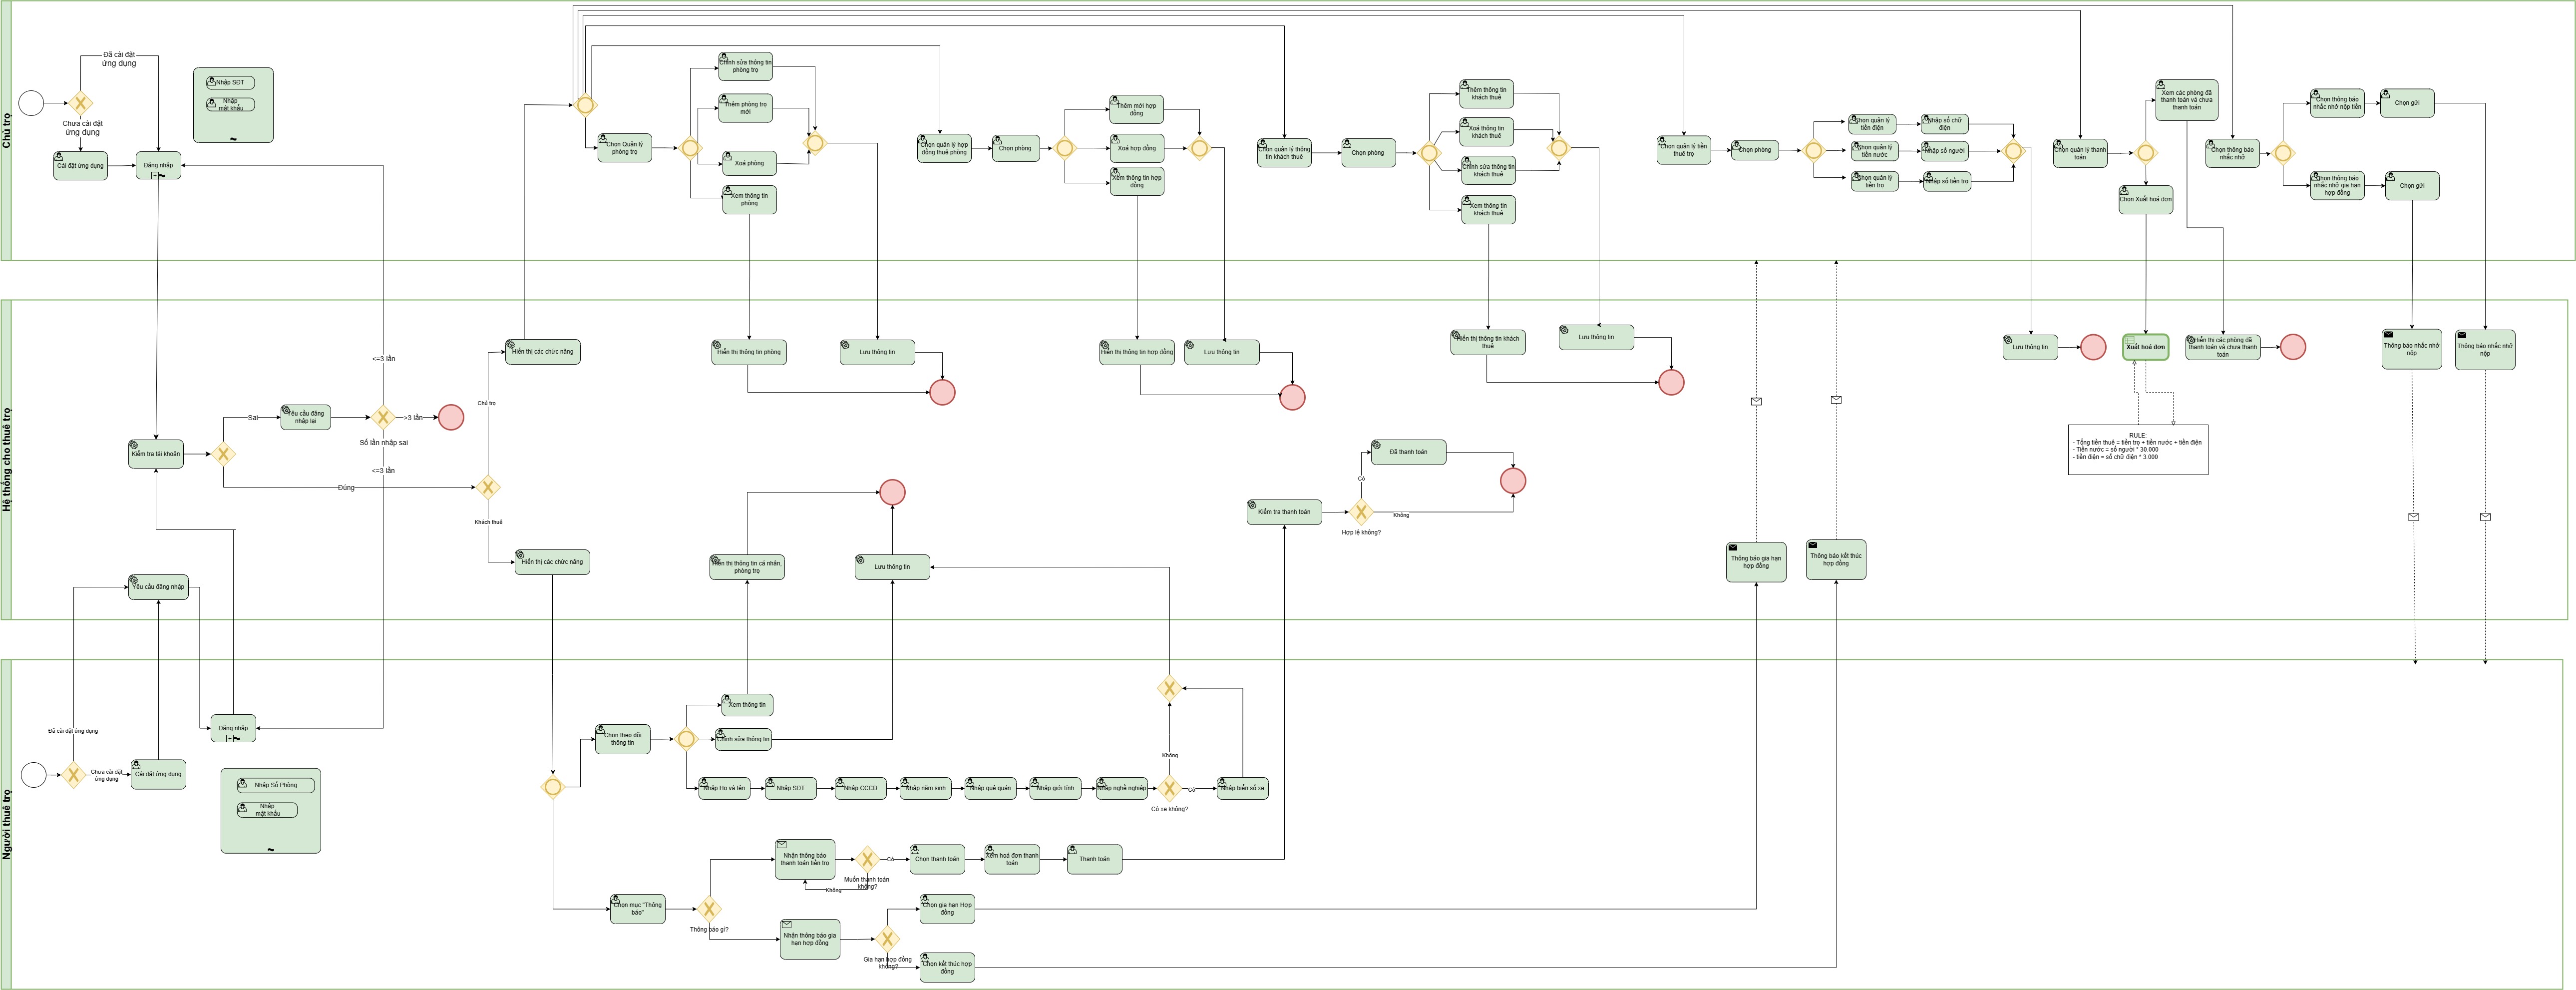 Chủ trọ
Đã cài đặt
ứng dụng
Chưa cài đặt
ứng dụng
Cài đặt ứng dụng
Đăng nhập
Nhập SĐT
Nhập
mật khẩu
Chọn Quản lý
phòng trọ
Chỉnh sửa thông tin
phòng trọ
Thêm phòng trọ
mới
Xoá phòng
Xem thông tin
phòng
Chọn quản lý hợp
đồng thuê phòng
Chọn phòng
Thêm mới hợp
đồng
Xoá hợp đồng
Xem thông tin hợp
đồng
Chọn quản lý thông
tin khách thuê
Chọn phòng
Thêm thông tin
khách thuê
Xoá thông tin
khách thuê
Chỉnh sửa thông tin
khách thuê
Xem thông tin
khách thuê
Chọn quản lý tiền
thuê trọ
Chọn phòng
Chọn quản lý
tiền điện
Nhập số chữ
điện
Chọn quản lý
tiền nước
Nhập số người
Chọn quản lý
tiền trọ
Nhập số tiền trọ
Chọn quản lý thanh
toán
Xem các phòng đã
thanh toán và chưa
thanh toán
Chọn Xuất hoá đơn
Chọn thông báo
nhắc nhở
Chọn thông báo
nhắc nhở nộp tiền
Chọn gửi
Chọn thông báo
nhắc nhở gia hạn
hợp đồng
Chọn gửi
Hệ thống cho thuê trọ
Hiển thị các chức năng
Hiển thị thông tin phòng
Lưu thông tin
Hiển thị thông tin hợp đồng
Lưu thông tin
Hiển thị thông tin khách
thuê
Lưu thông tin
Lưu thông tin
Xuất hoá đơn
Hiển thị các phòng đã
thanh toán và chưa thanh
toán
Thông báo nhắc nhở
nộp
Thông báo nhắc nhở
nộp
<=3 lần
Chủ trọ
Sai
Yêu cầu đăng
nhập lại
>3 lần
Số lần nhập sai
Kiểm tra tài khoản
<=3 lần
Đúng
Khách thuê
RULE:
- Tổng tiền thuê = tiền trọ + tiền nước + tiền điện
- Tiền nước = số người * 30.000
- tiền điện = số chữ điện * 3.000
Đã thanh toán
Có
Kiểm tra thanh toán
Không
Hợp lệ không?
Hiển thị các chức năng
Hiển thị thông tin cá nhân,
phòng trọ
Lưu thông tin
Thông báo gia hạn
hợp đồng
Thông báo kết thúc
hợp đồng
Yêu cầu đăng nhập
Người thuê trọ
Đã cài đặt ứng dụng
Chưa cài đặt
ứng dụng
Cài đặt ứng dụng
Đăng nhập
Nhập Số Phòng
Nhập
mật khẩu
Chọn theo dõi
thông tin
Xem thông tin
Chỉnh sửa thông tin
Nhập Họ và tên
Nhập SĐT
Nhập CCCD
Nhập năm sinh
Nhập quê quán
Nhập giới tính
Nhập nghề nghiệp
Không
Có
Có xe không?
Nhập biển số xe
Nhận thông báo
thanh toán tiền trọ
Có
Muốn thanh toán
không?
Không
Chọn thanh toán
Xem hoá đơn thanh
toán
Thanh toán
Chọn mục "Thông
báo"
Thông báo gì?
Nhận thông báo gia
hạn hợp đồng
Gia hạn hợp đồng
không?
Chọn gia hạn Hợp
đồng
Chọn kết thúc hợp
đồng